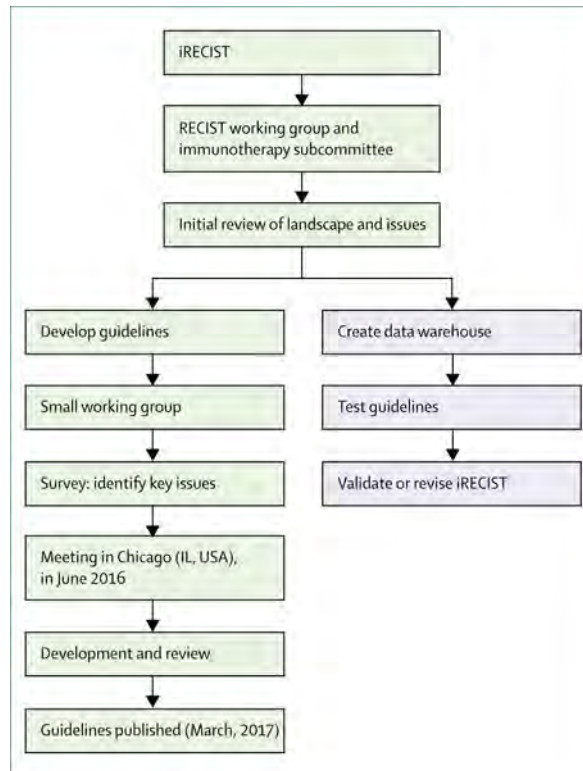 iRECIST
RECIST working group and
immunotherapy subcommittee
Initial review of landscape and issues
Develop guidelines
Small working group
Survey: identify key issues
Meeting in Chicago (IL, USA),
in June 2016
Development and review
Guidelines published (March, 2017)
Create data warehouse
Test guidelines
Validate or revise iRECIST